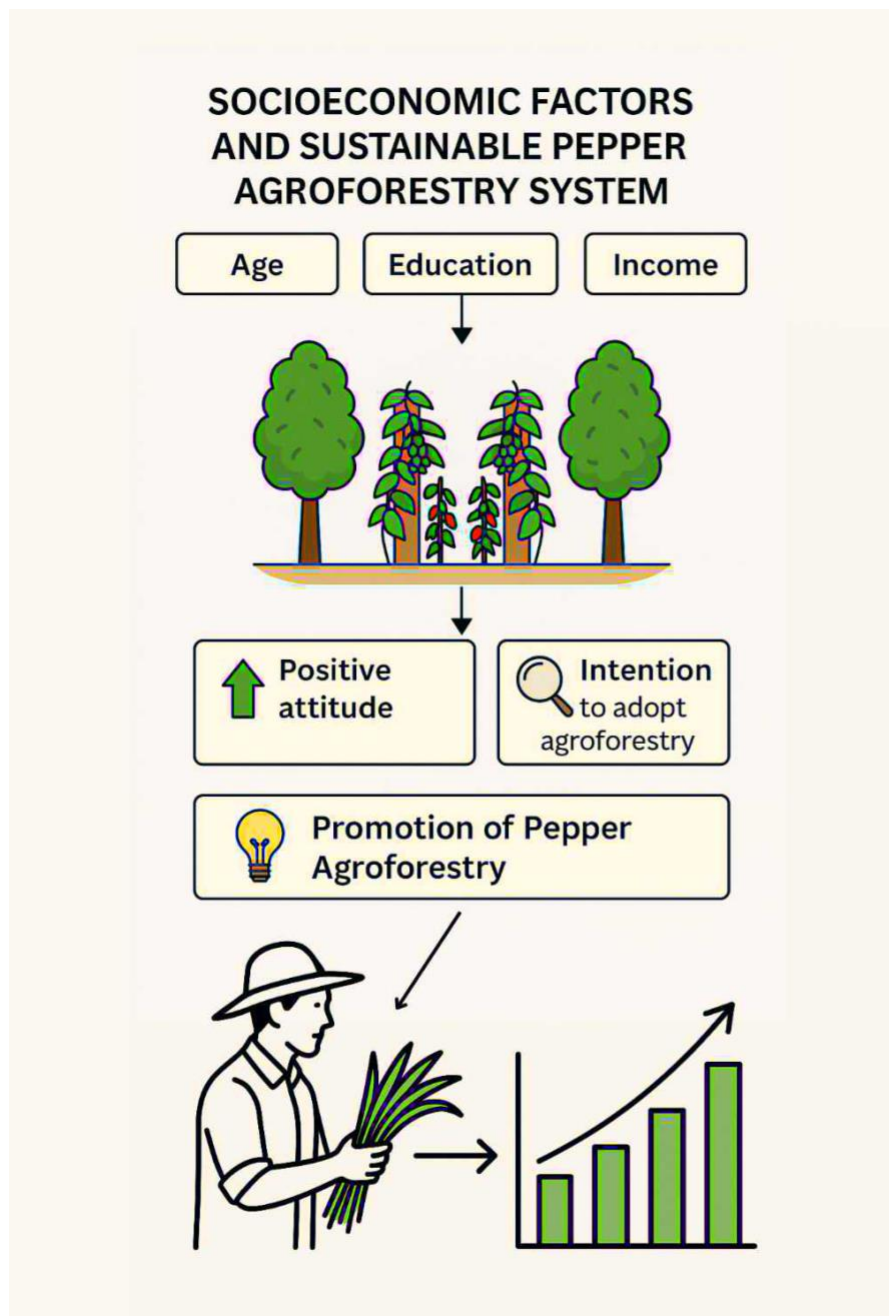 SOCIOECONOMIC FACTORS
AND SUSTAINABLE PEPPER
AGROFORESTRY SYSTEM
Age
Education
Income
Positive
attitude
Intention
to adopt
agroforestry
Promotion of Pepper
Agroforestry